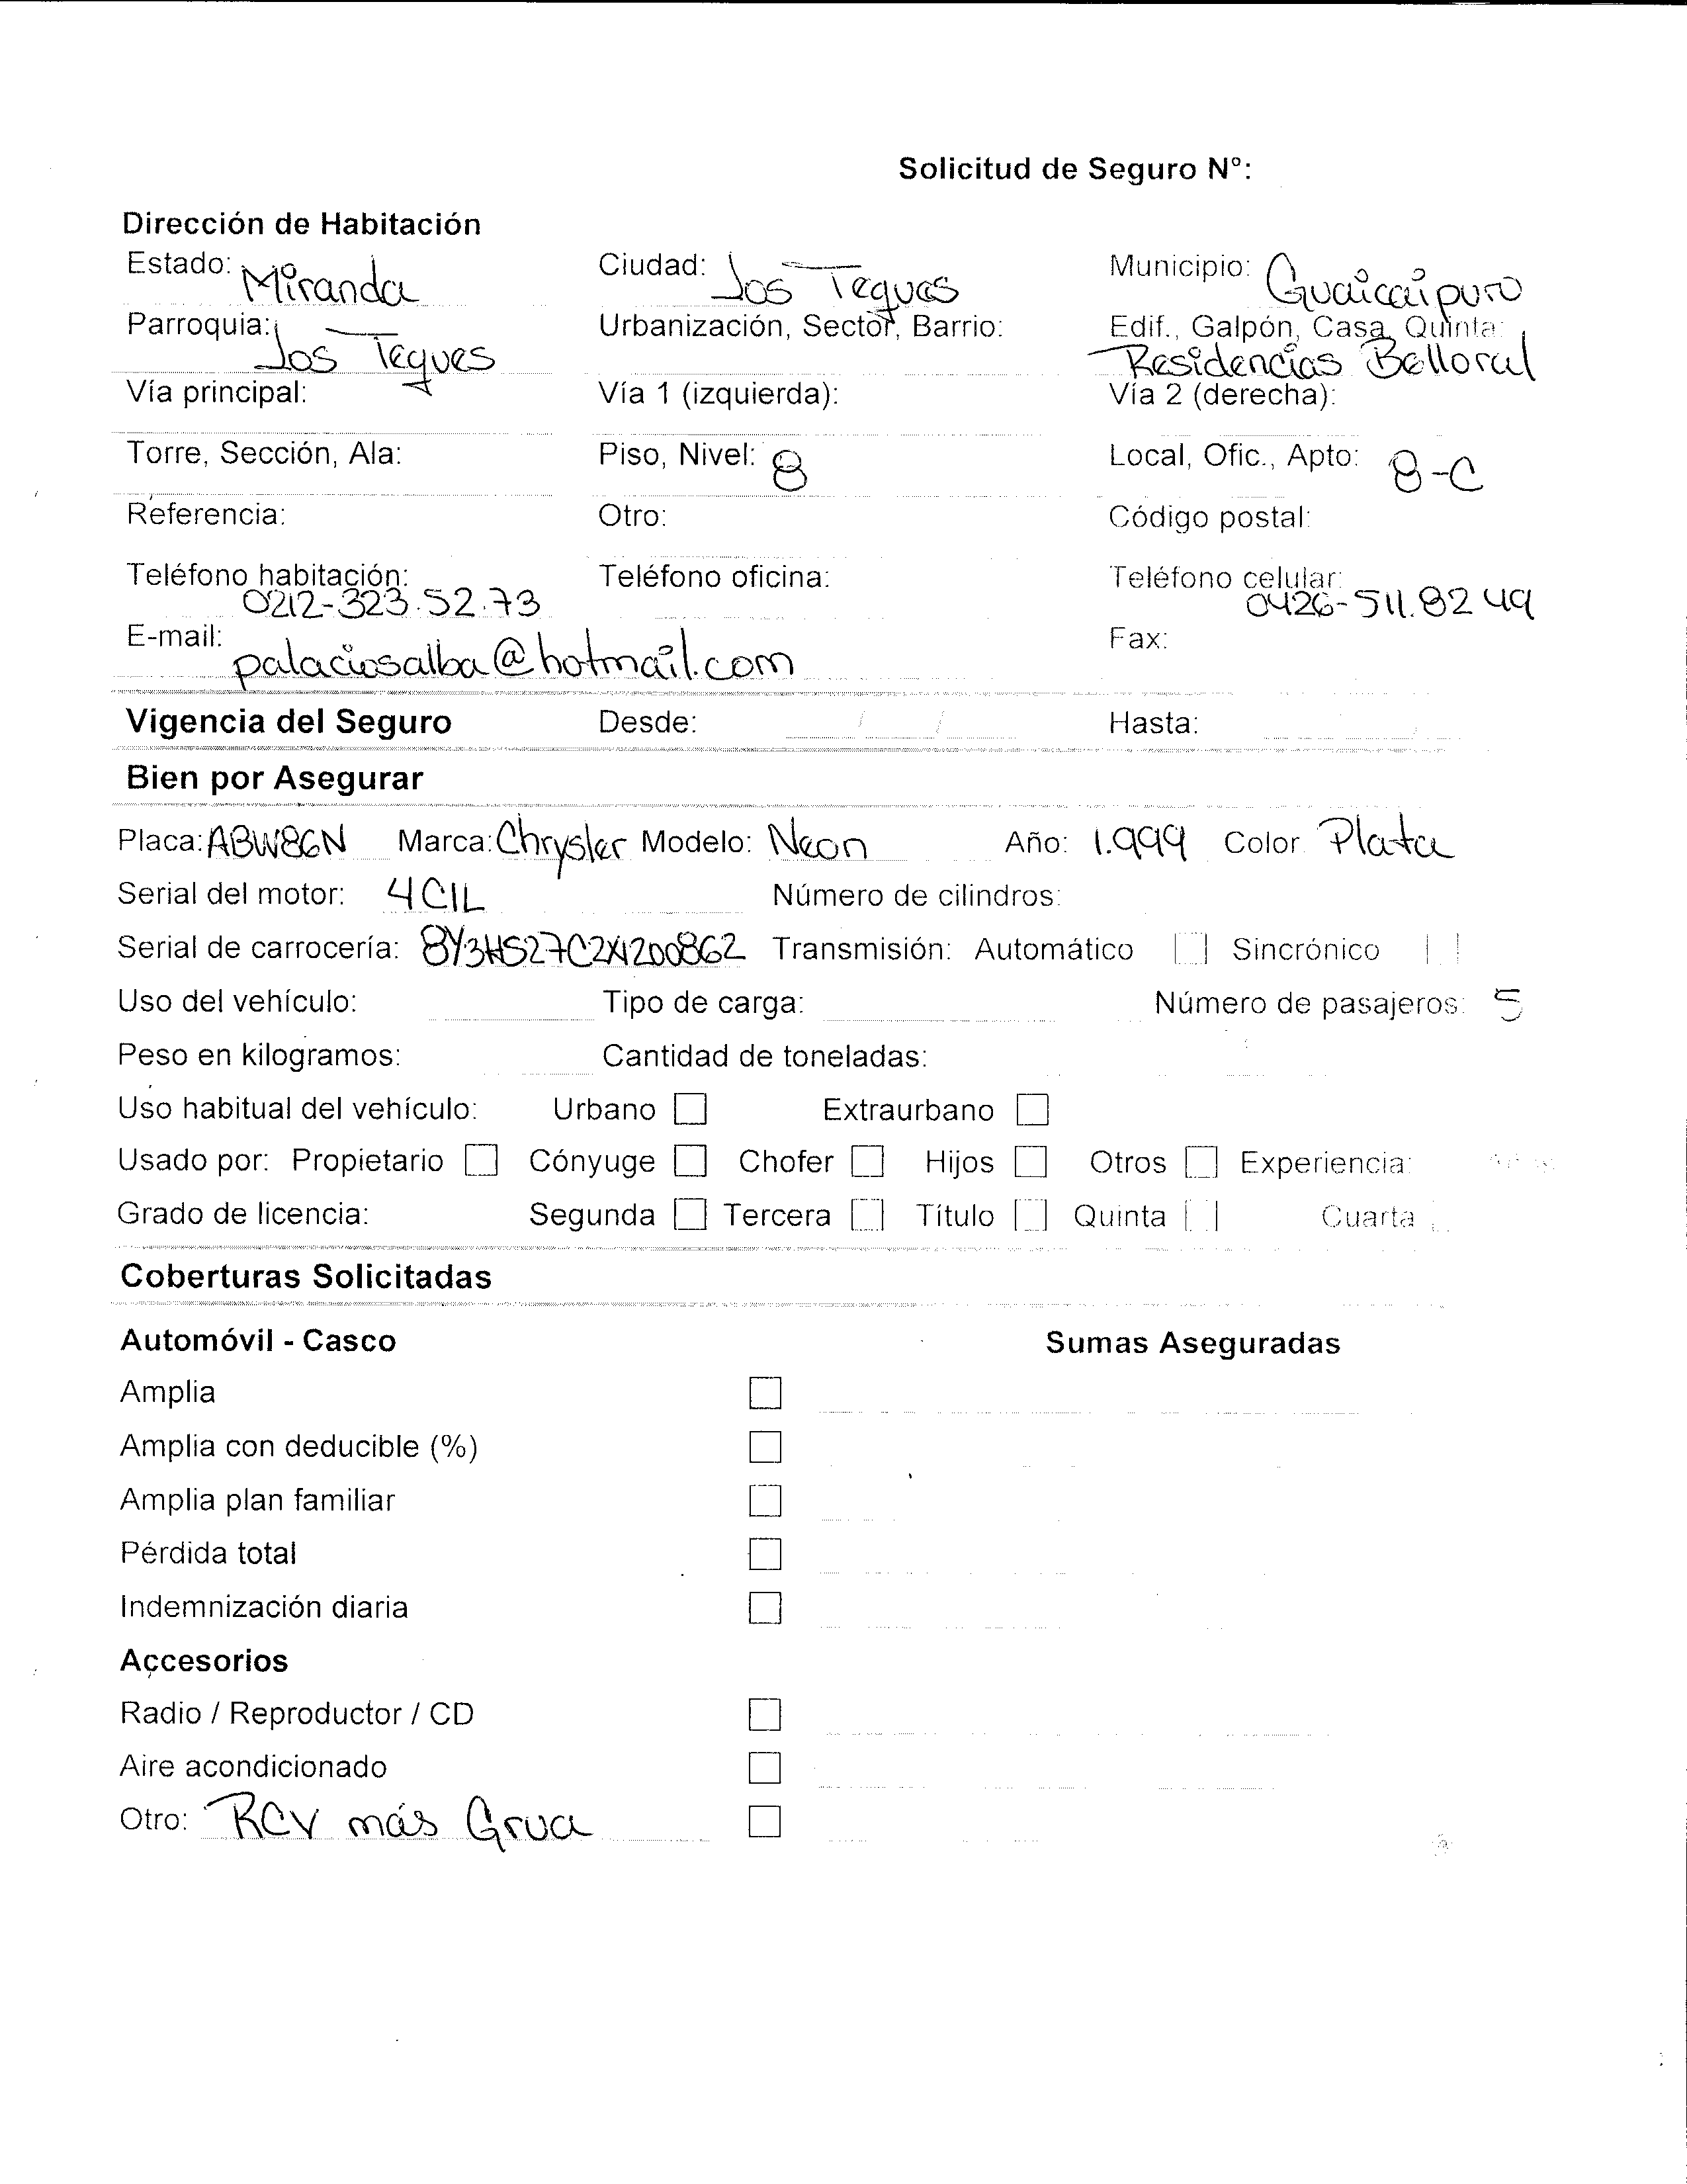 Solicitud de Seguro N°:
Dirección de Habitación
Estado: Miranda Ciudad: Los Teques Municipio: Guaicaipuro
Parroquia: Los Teques Urbanización, Sector, Barrio: Edif., Galpón, Casa, Quinta: Residencias Belloral
Vía principal: Vía 1 (izquierda): Vía 2 (derecha):
Torre, Sección, Ala: Piso, Nivel: 8 Local, Ofic., Apto: 8-C
Referencia: Otro: Código postal:
Teléfono habitación: 0212-323.52.73 Teléfono oficina: Teléfono celular: 0426-511.82 49
E-mail: palaciosalba@hotmail.com Fax:
Vigencia del Seguro Desde: / / Hasta:
Bien por Asegurar
Placa: ABW86N Marca: Chrysler Modelo: Neon Año: 1.999 Color Plata
Serial del motor: 4CIL Número de cilindros:
Serial de carrocería: 8Y3HS27C2X1200862 Transmisión: Automático Sincrónico
Uso del vehículo: Tipo de carga: Número de pasajeros: 5
Peso en kilogramos: Cantidad de toneladas:
Uso habitual del vehículo: Urbano Extraurbano
Usado por: Propietario Cónyuge Chofer Hijos Otros Experiencia:
Grado de licencia: Segunda Tercera Título Quinta Cuarta
Coberturas Solicitadas
Automóvil - Casco Sumas Aseguradas
Amplia
Amplia con deducible (%)
Amplia plan familiar
Pérdida total
Indemnización diaria
Accesorios
Radio / Reproductor / CD
Aire acondicionado
Otro: RCV más Grua